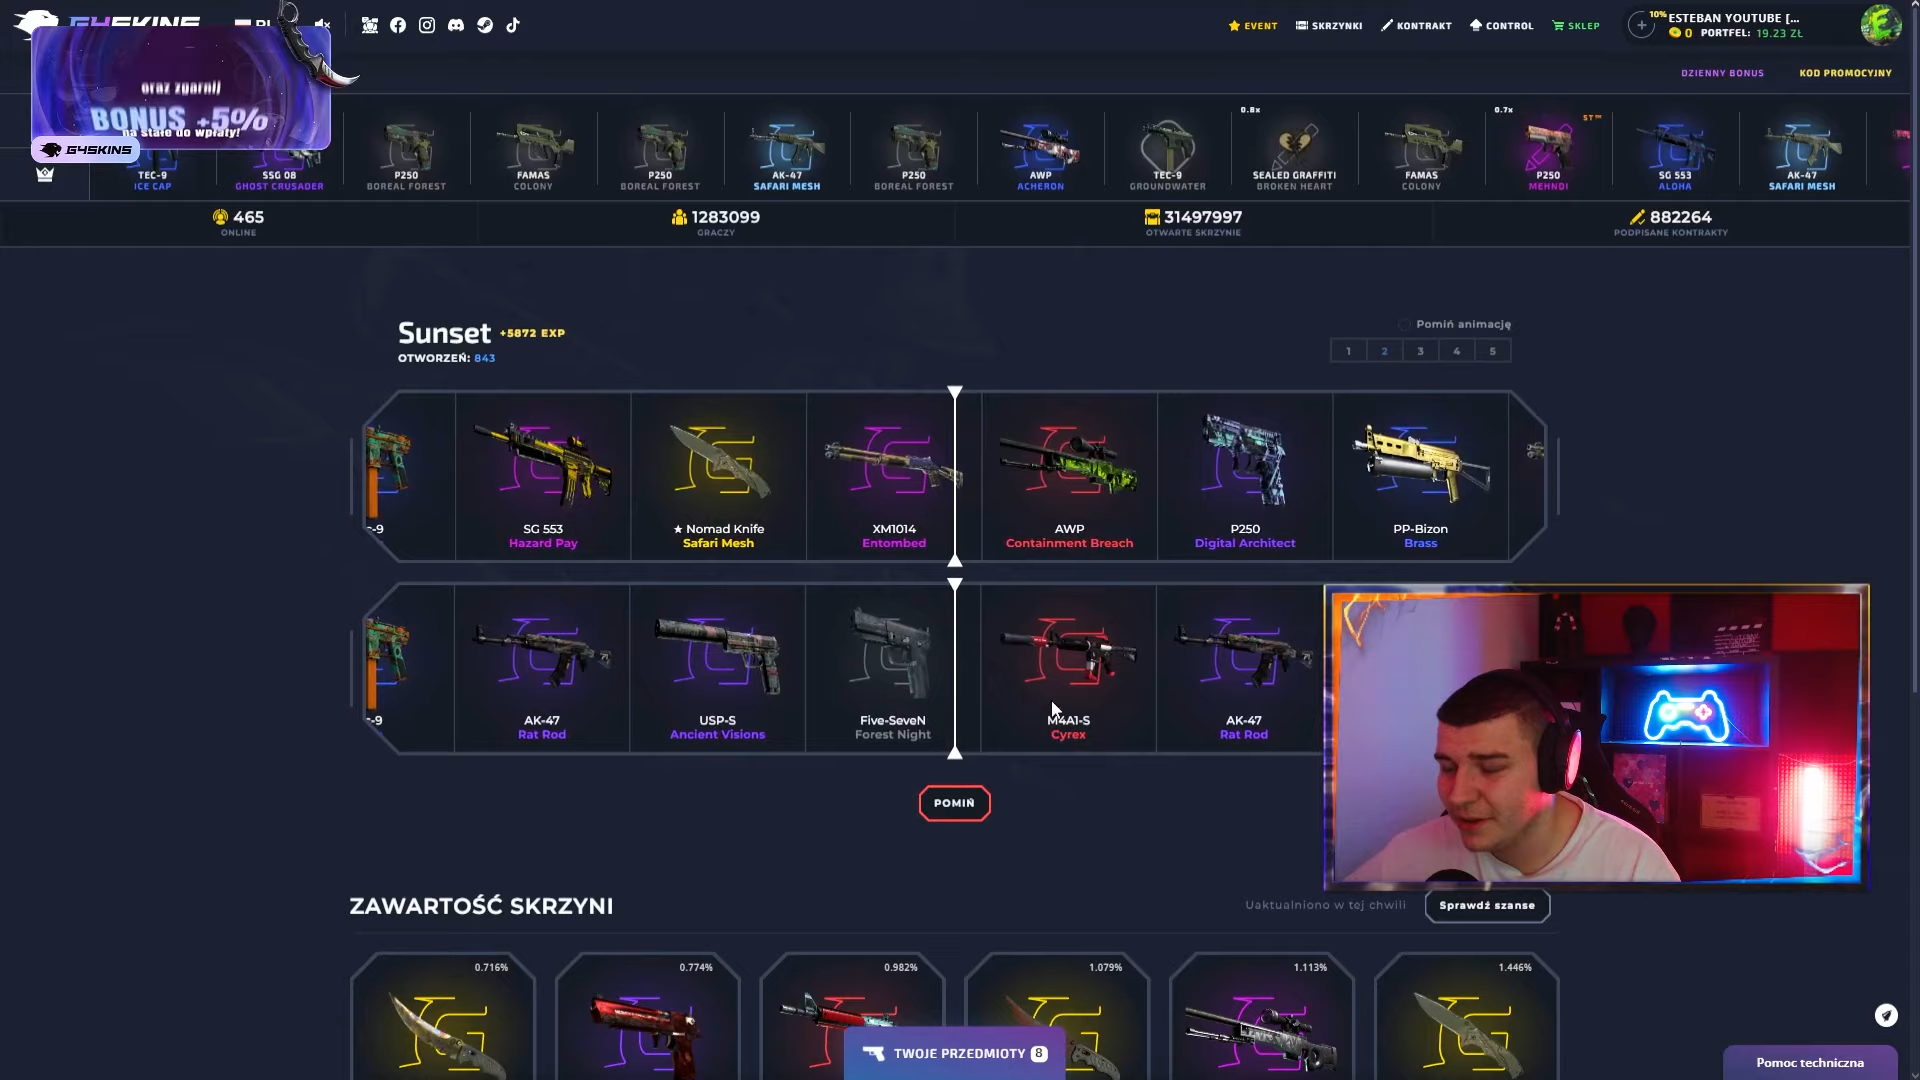 G4SKINS
PL
EVENT
SKRZYNKI
KONTRAKT
CONTROL
SKLEP
10%
ESTEBAN YOUTUBE [...
0 PORTFEL: 19.23 ZŁ
DZIENNY BONUS
KOD PROMOCYJNY
oraz zgarnij
BONUS +5%
na stałe do wpłaty!
G4SKINS
TEC-9
ICE CAP
SSG 08
GHOST CRUSADER
P250
BOREAL FOREST
FAMAS
COLONY
P250
BOREAL FOREST
AK-47
SAFARI MESH
P250
BOREAL FOREST
AWP
ACHERON
TEC-9
GROUNDWATER
0.8x
SEALED GRAFFITI
BROKEN HEART
FAMAS
COLONY
0.7x
ST™
P250
MEHNDI
SG 553
ALOHA
AK-47
SAFARI MESH
465
ONLINE
1283099
GRACZY
31497997
OTWARTE SKRZYNIE
882264
PODPISANE KONTRAKTY
Sunset +5872 EXP
OTWORZEŃ: 843
Pomiń animację
1 2 3 4 5
-9
SG 553
Hazard Pay
★ Nomad Knife
Safari Mesh
XM1014
Entombed
AWP
Containment Breach
P250
Digital Architect
PP-Bizon
Brass
-9
AK-47
Rat Rod
USP-S
Ancient Visions
Five-SeveN
Forest Night
M4A1-S
Cyrex
AK-47
Rat Rod
POMIŃ
ZAWARTOŚĆ SKRZYNI
Uaktualniono w tej chwili
Sprawdź szanse
0.716%
0.774%
0.982%
1.079%
1.113%
1.446%
TWOJE PRZEDMIOTY 8
Pomoc techniczna